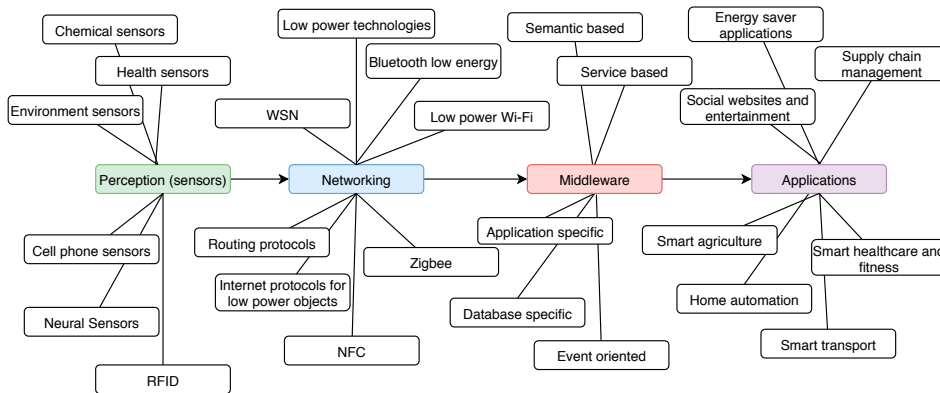 Chemical sensors
Health sensors
Environment sensors
Low power technologies
Bluetooth low energy
WSN
Low power Wi-Fi
Semantic based
Service based
Energy saver
applications
Supply chain
management
Social websites and
entertainment
Perception (sensors)
Networking
Middleware
Applications
Cell phone sensors
Neural Sensors
RFID
Routing protocols
Zigbee
Internet protocols for
low power objects
NFC
Application specific
Database specific
Event oriented
Smart agriculture
Smart healthcare and
fitness
Home automation
Smart transport